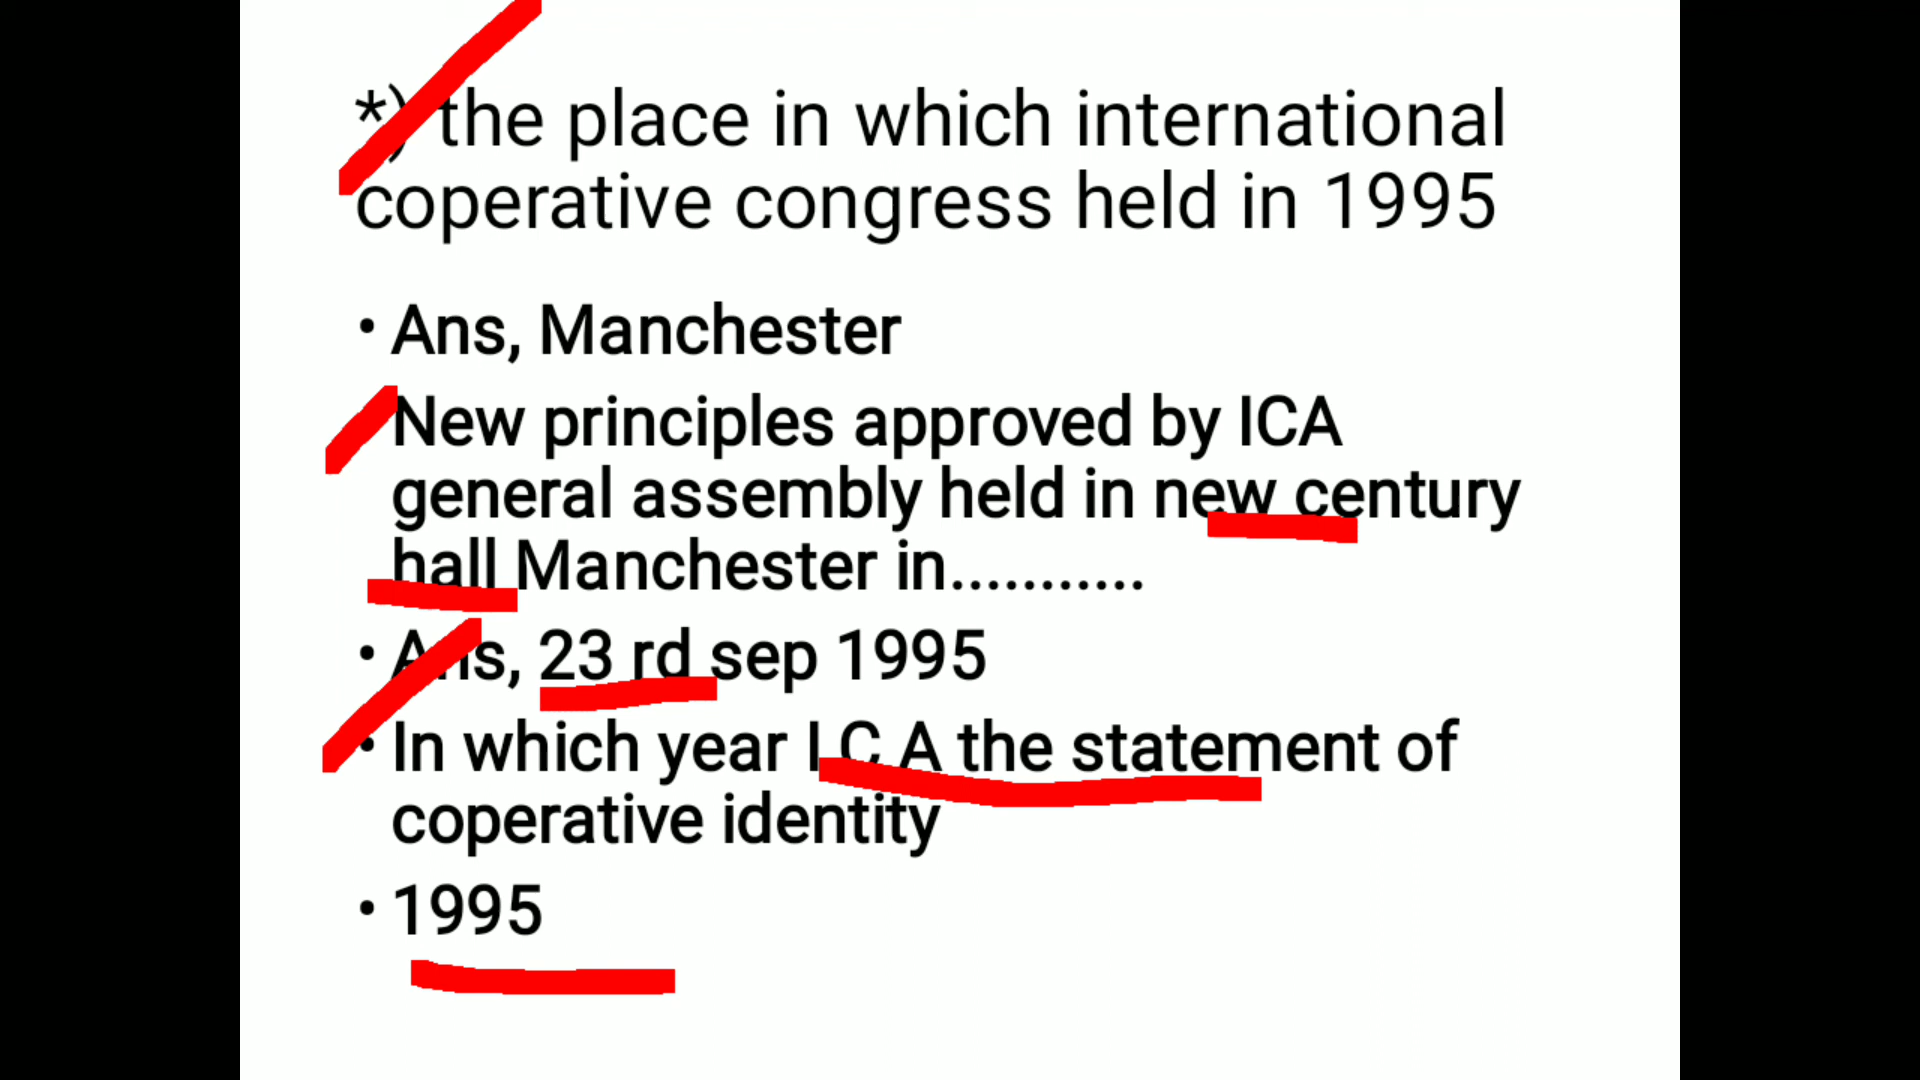 *) the place in which international
coperative congress held in 1995
• Ans, Manchester
New principles approved by ICA
general assembly held in new century
hall Manchester in...........
• Ans, 23 rd sep 1995
• In which year I C A the statement of
coperative identity
• 1995